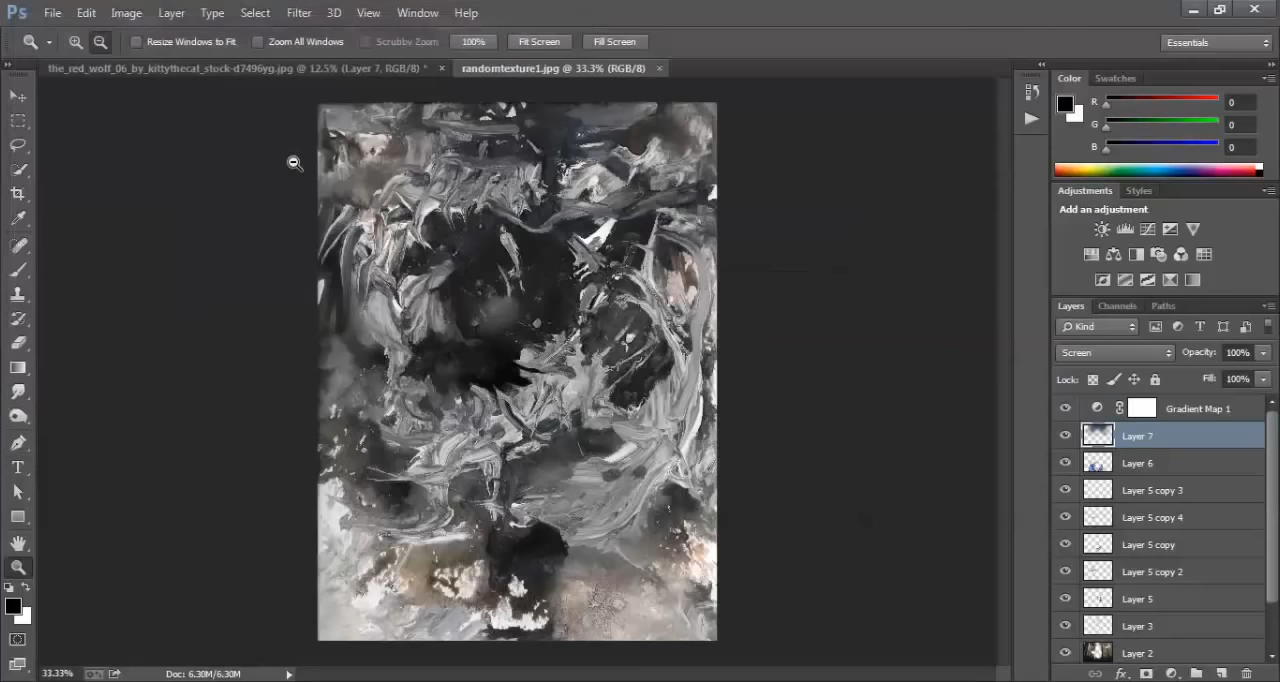 Ps File Edit Image Layer Type Select Filter 3D View Window Help
Resize Windows to Fit Zoom All Windows Scrubby Zoom 100% Fit Screen Fill Screen Essentials
the_red_wolf_06_by_kittythecat_stock-d7496yg.jpg @ 12.5% (Layer 7, RGB/8) * × randomtexture1.jpg @ 33.3% (RGB/8) ×
Color Swatches
R 0
G 0
B 0
Adjustments Styles
Add an adjustment
Layers Channels Paths
Kind
Screen Opacity: 100%
Lock: Fill: 100%
Gradient Map 1
Layer 7
Layer 6
Layer 5 copy 3
Layer 5 copy 4
Layer 5 copy
Layer 5 copy 2
Layer 5
Layer 3
Layer 2
33.33% Doc: 6.30M/6.30M